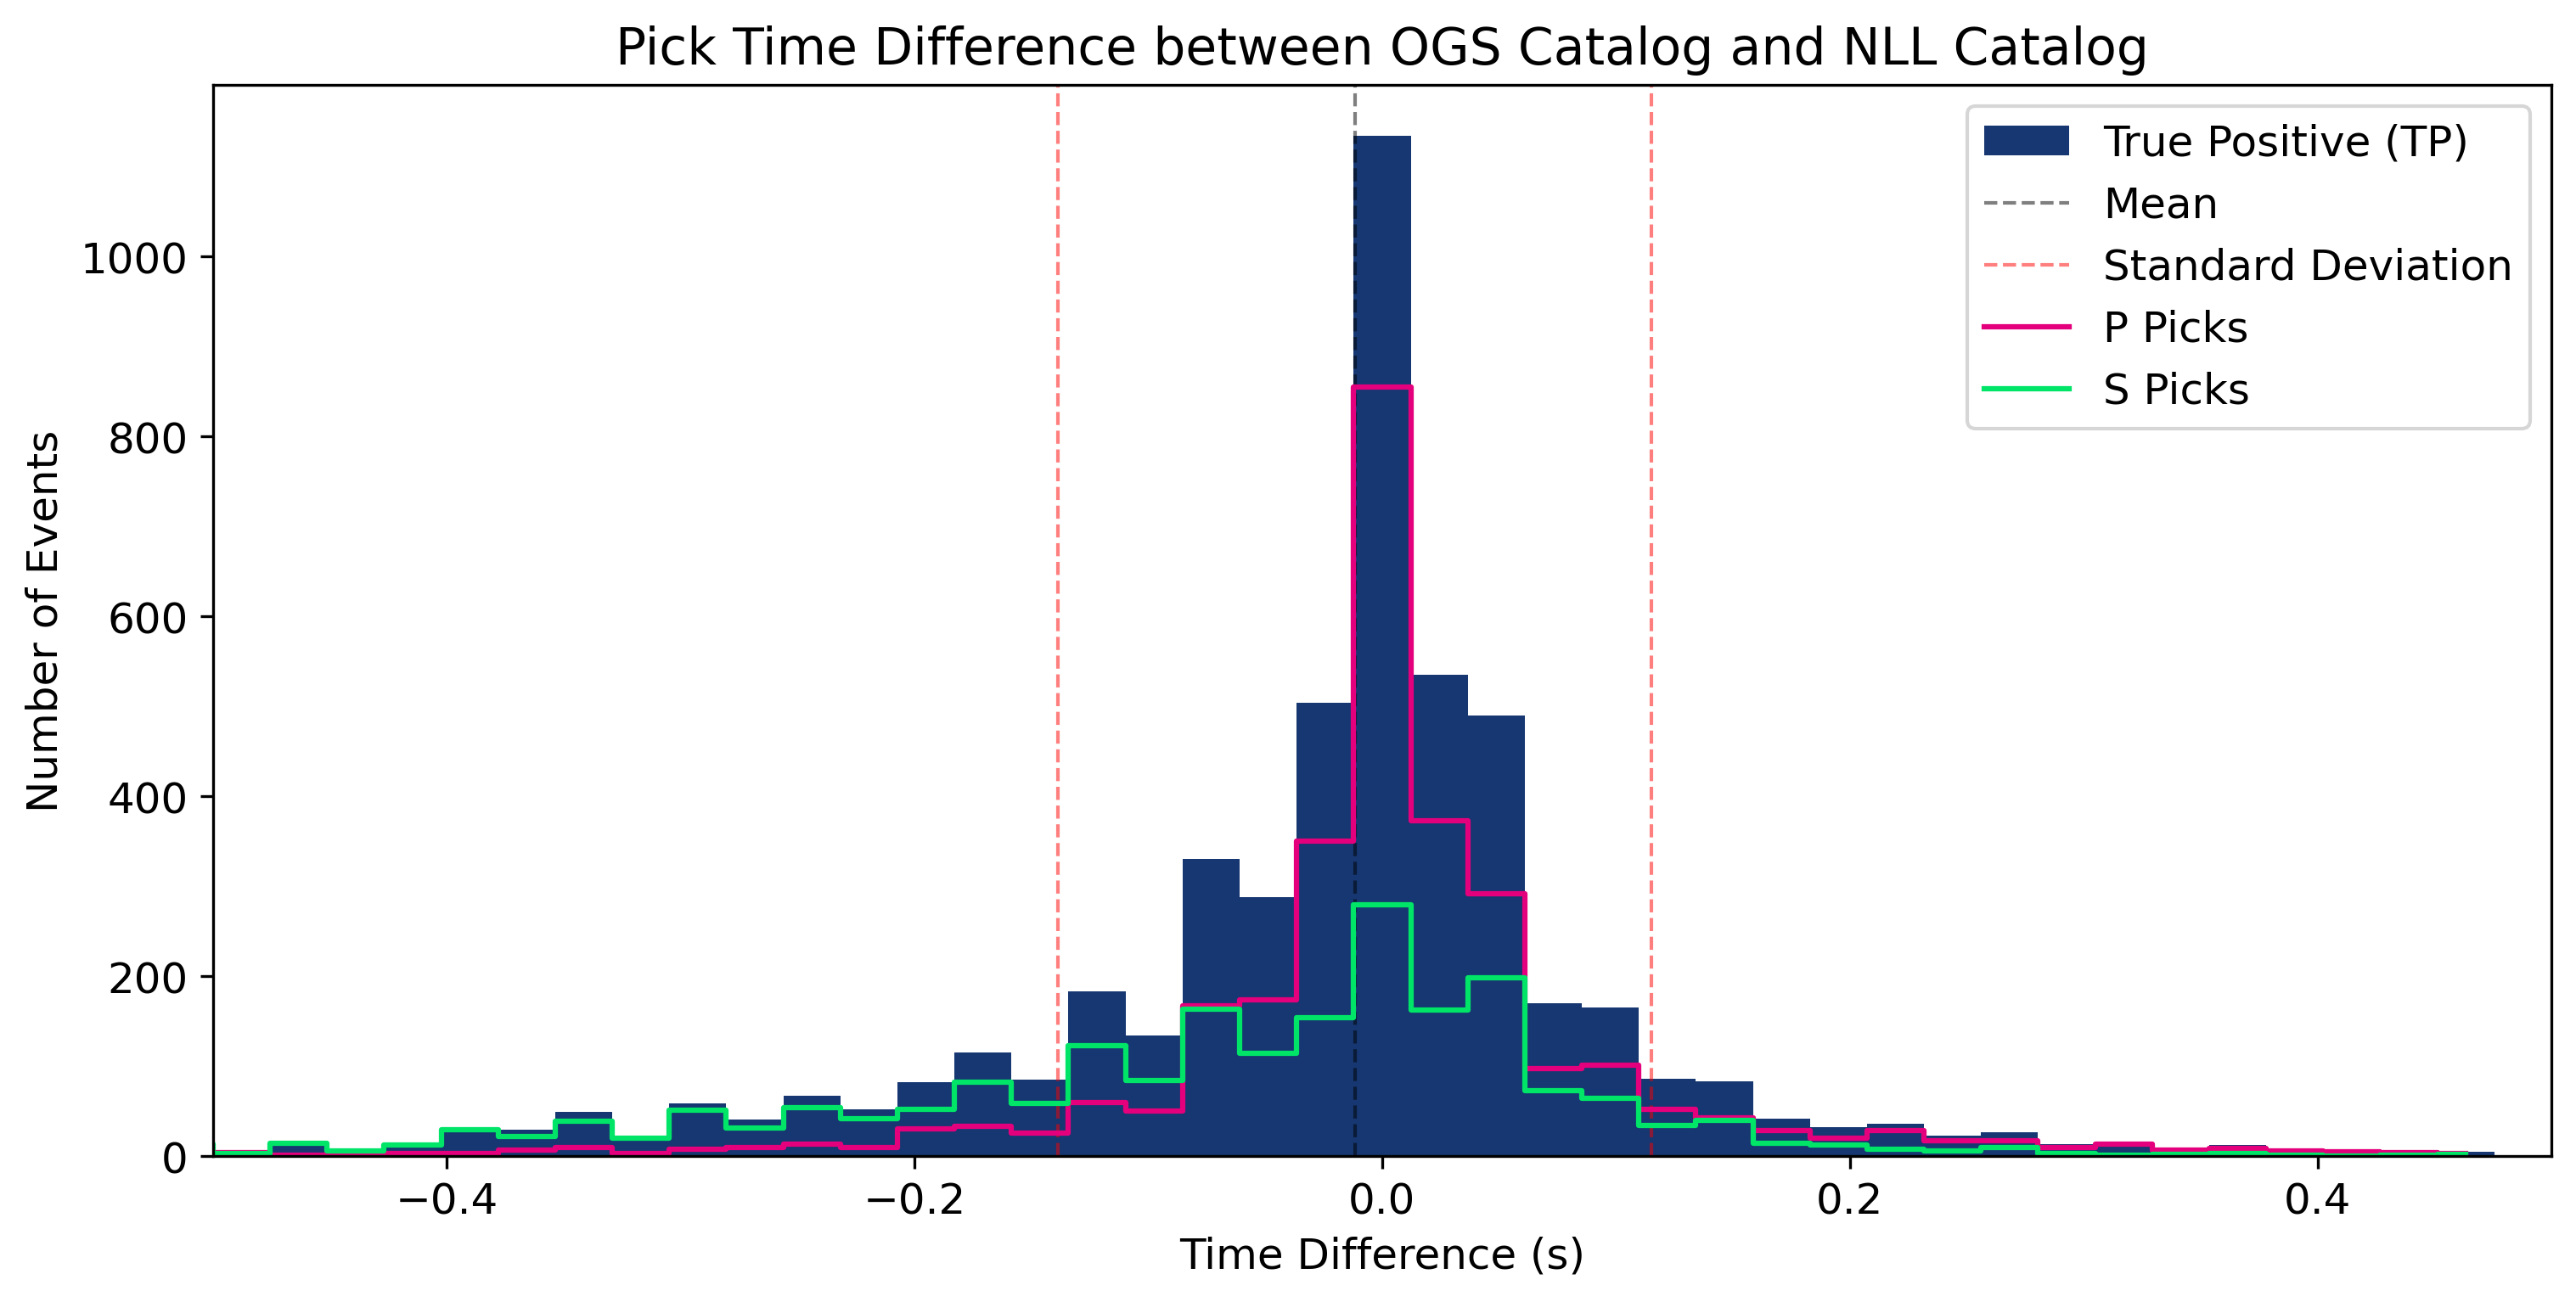 Pick Time Difference between OGS Catalog and NLL Catalog
True Positive (TP)
Mean
Standard Deviation
P Picks
S Picks
Number of Events
1000
800
600
400
200
0
−0.4 −0.2 0.0 0.2 0.4
Time Difference (s)